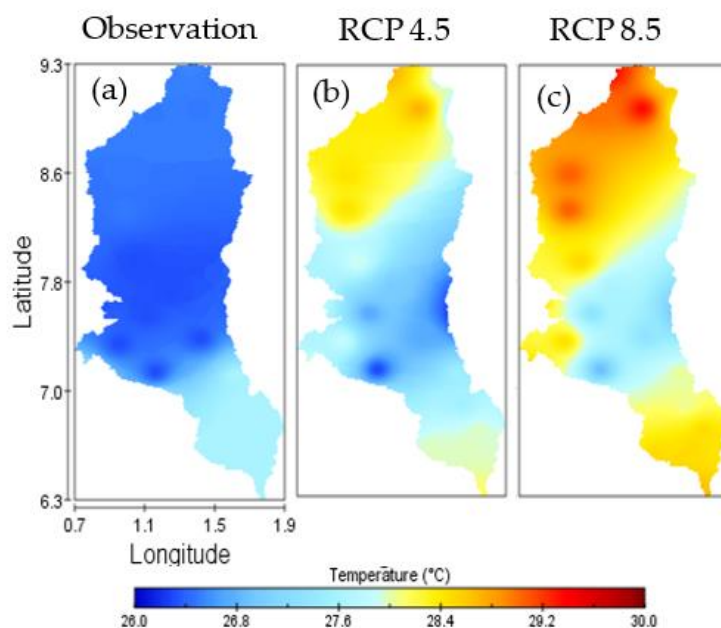 Observation RCP 4.5 RCP 8.5
(a) (b) (c)
9.3
8.6
7.8
7.0
6.3
Latitude
0.7 1.1 1.5 1.9
Longitude
Temperature (°C)
26.0 26.8 27.6 28.4 29.2 30.0